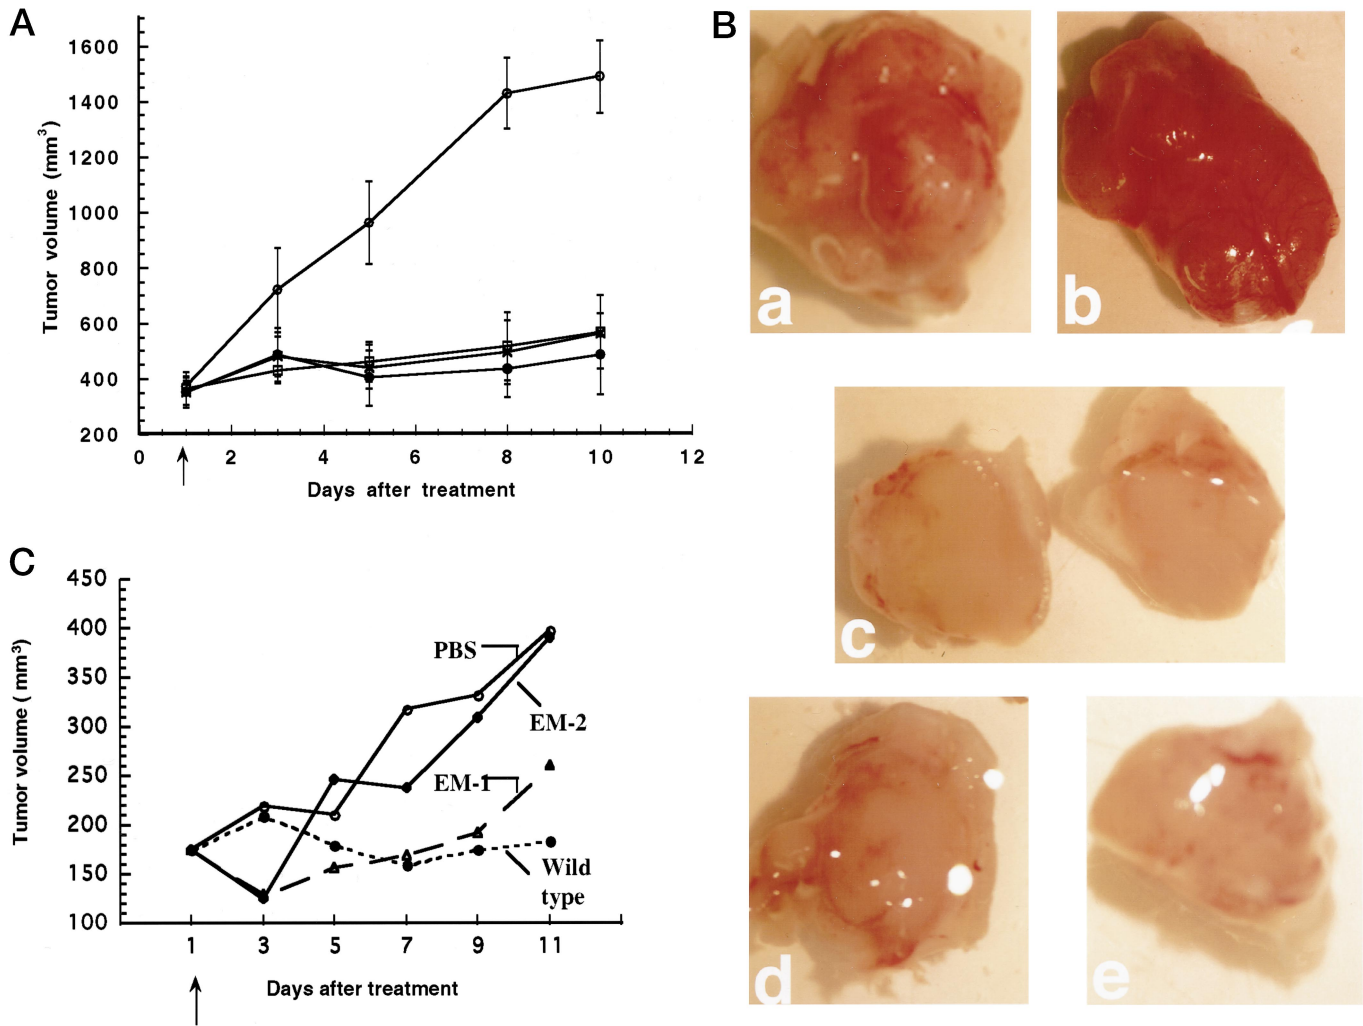 A
1600
1400
1200
1000
800
600
400
200
Tumor volume (mm³)
0 2 4 6 8 10 12
Days after treatment
B
a
b
c
d
e
C
450
400
350
300
250
200
150
100
Tumor volume ( mm³)
PBS
EM-2
EM-1
Wild
type
1 3 5 7 9 11
Days after treatment